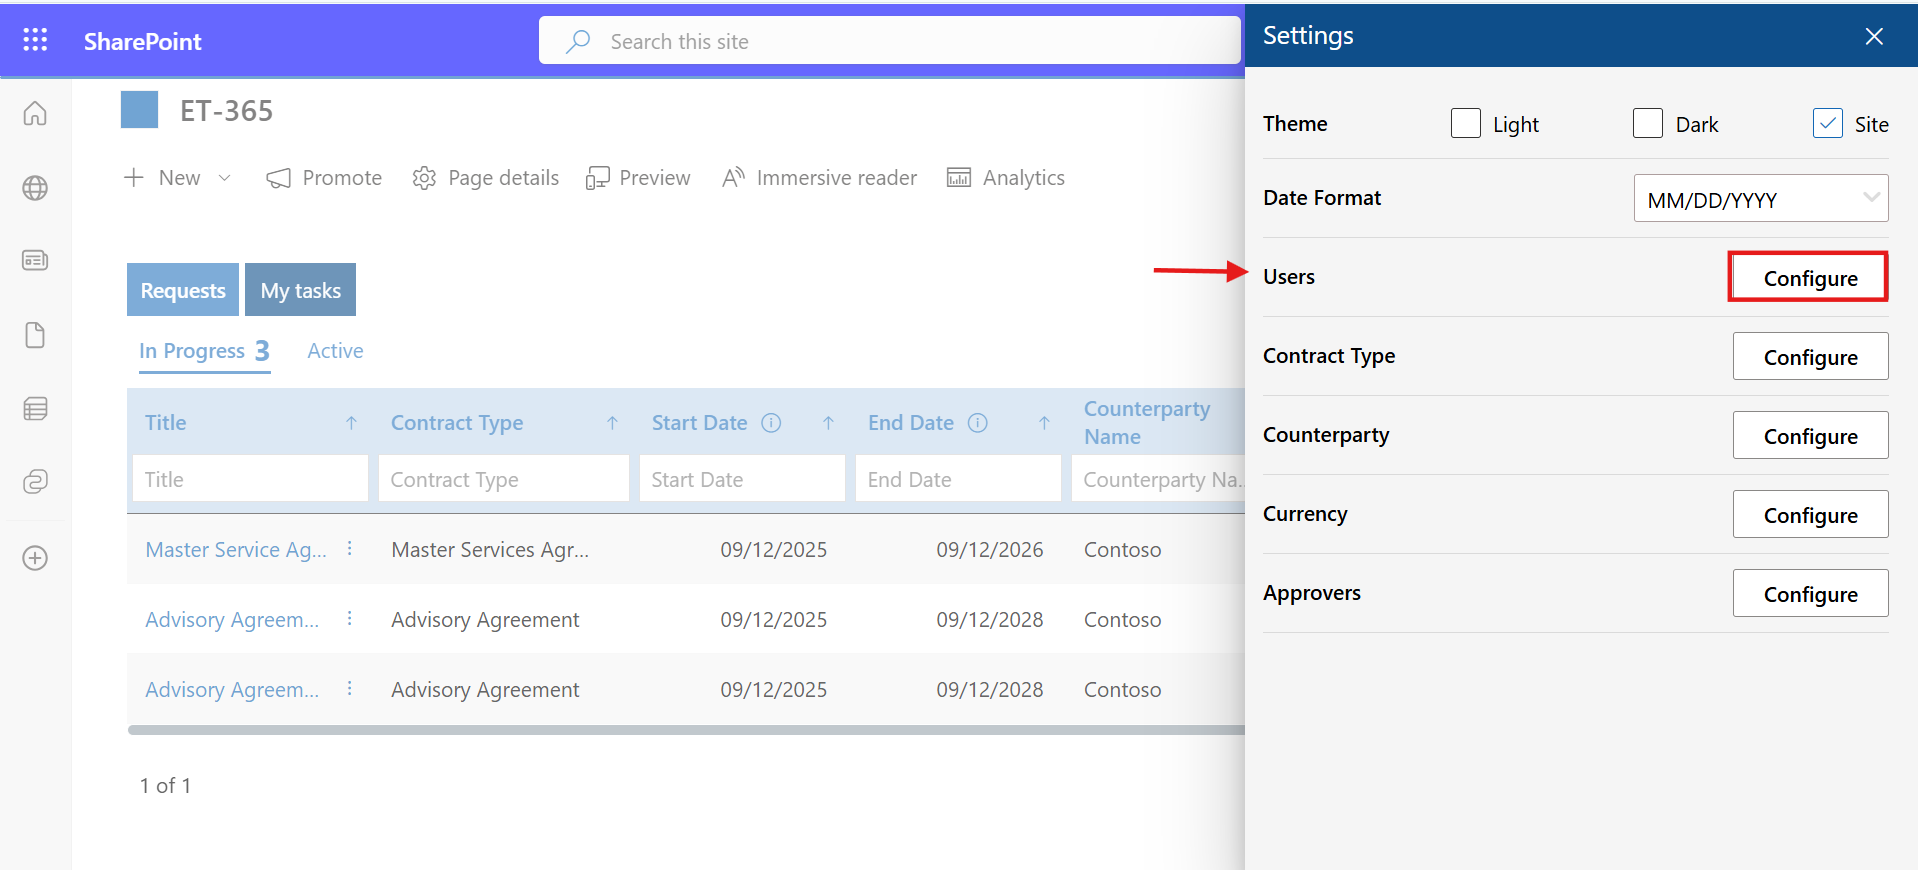 SharePoint
Search this site
Settings
ET-365
Theme
Light
Dark
Site
New
Promote
Page details
Preview
Immersive reader
Analytics
Date Format
MM/DD/YYYY
Requests
My tasks
Users
Configure
In Progress 3
Active
Contract Type
Configure
Title
Contract Type
Start Date
End Date
Counterparty
Name
Title
Contract Type
Start Date
End Date
Counterparty Na...
Counterparty
Configure
Currency
Configure
Master Service Ag...
Master Services Agr...
09/12/2025
09/12/2026
Contoso
Approvers
Configure
Advisory Agreem...
Advisory Agreement
09/12/2025
09/12/2028
Contoso
Advisory Agreem...
Advisory Agreement
09/12/2025
09/12/2028
Contoso
1 of 1